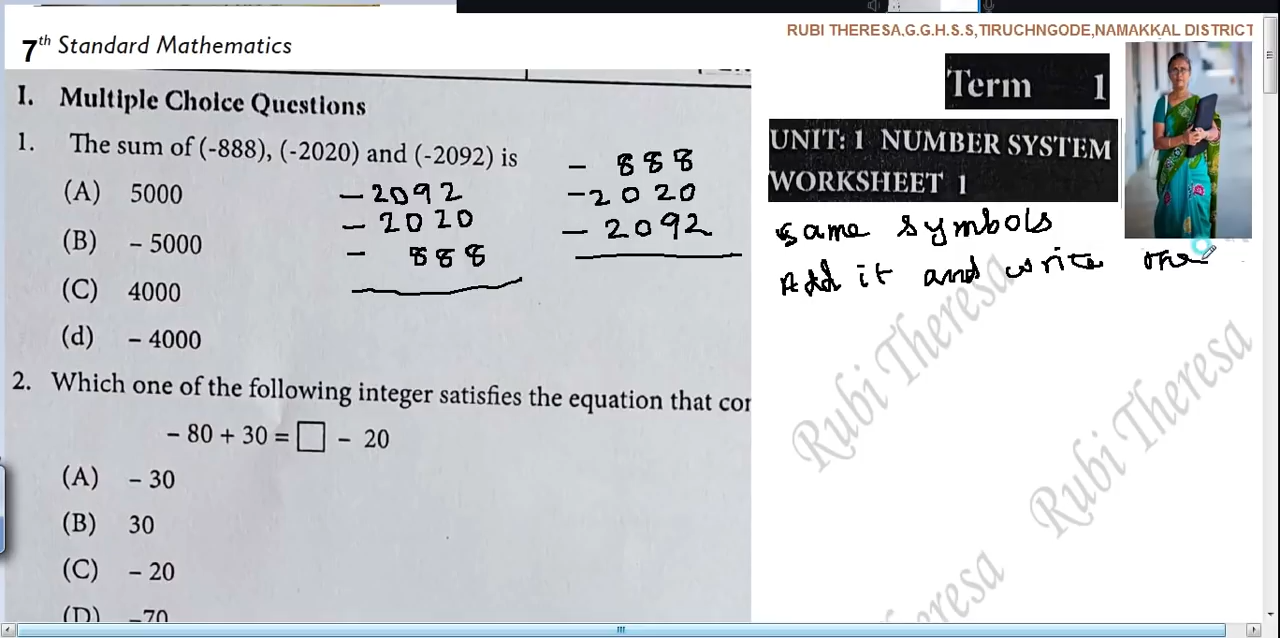 RUBI THERESA,G.G.H.S.S,TIRUCHNGODE,NAMAKKAL DISTRICT
7th Standard Mathematics
Term 1
UNIT: 1 NUMBER SYSTEM
WORKSHEET 1
I. Multiple Choice Questions
1. The sum of (-888), (-2020) and (-2092) is
(A) 5000
(B) – 5000
(C) 4000
(d) – 4000
– 2092
– 2020
– 888
– 888
–2020
– 2092
same symbols
Add it and write the
2. Which one of the following integer satisfies the equation that
– 80 + 30 = □ – 20
(A) – 30
(B) 30
(C) – 20
(D) –70
Rubi Theresa
Rubi Theresa